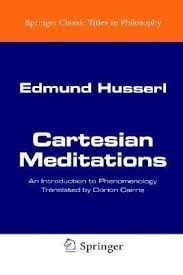 Springer Classic Titles in Philosophy
Edmund Husserl
Cartesian
Meditations
An Introduction to Phenomenology
Translated by Dorion Cairns
Springer